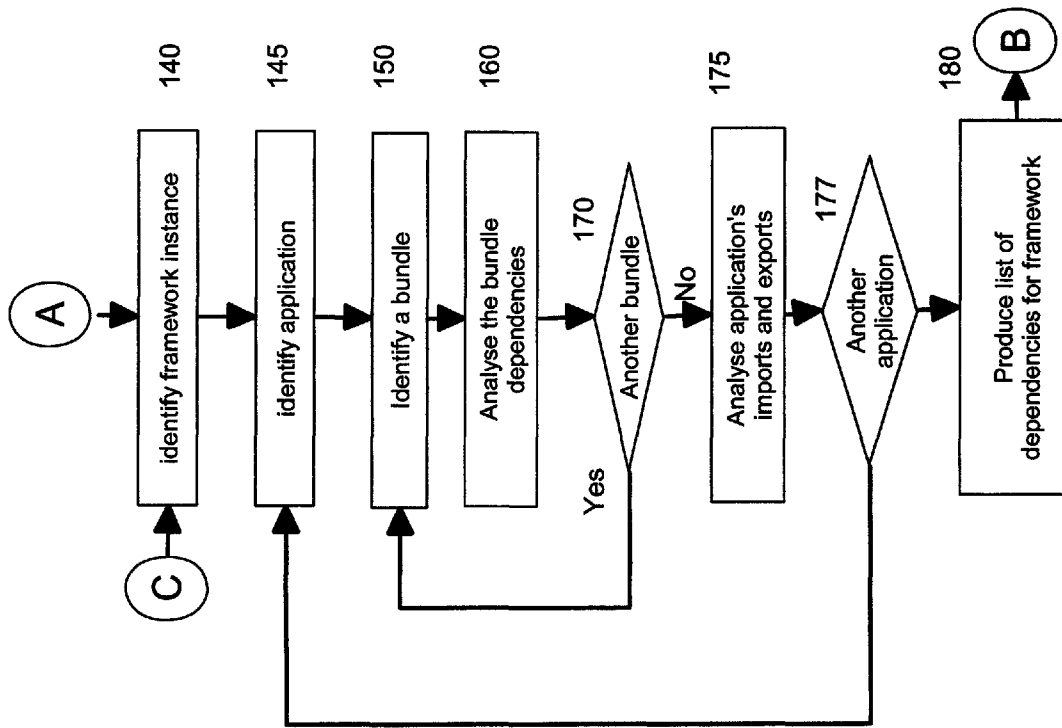 A
C
identify framework instance
140
identify application
145
Identify a bundle
150
Analyse the bundle
dependencies
160
Another bundle
170
Yes
No
Analyse application's
imports and exports
175
Another
application
177
Produce list of
dependencies for framework
180
B